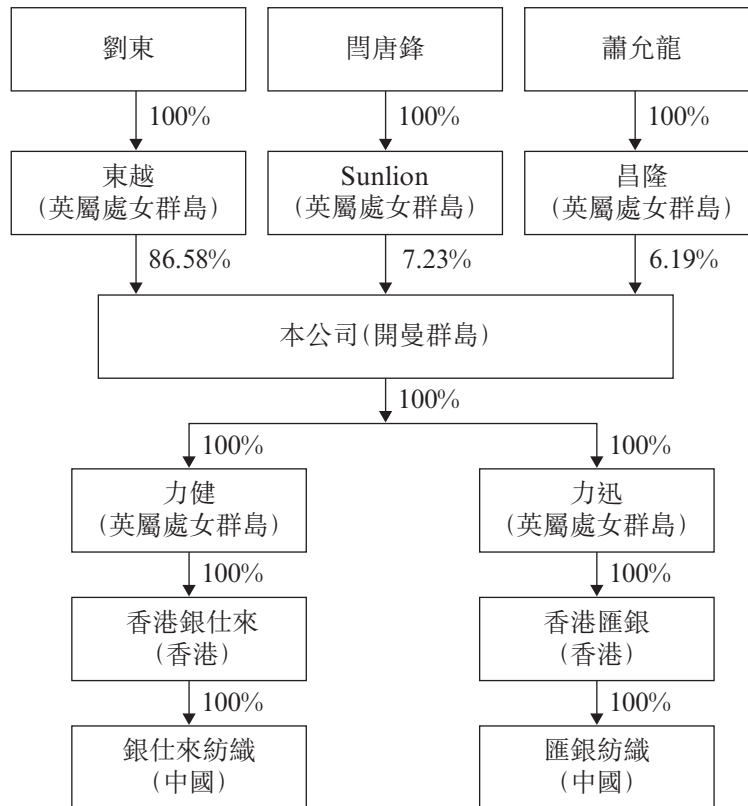 劉東
閆唐鋒
蕭允龍
100%
100%
100%
東越
(英屬處女群島)
Sunlion
(英屬處女群島)
昌隆
(英屬處女群島)
86.58%
7.23%
6.19%
本公司(開曼群島)
100%
100%
100%
力健
(英屬處女群島)
力迅
(英屬處女群島)
100%
100%
香港銀仕來
(香港)
香港匯銀
(香港)
100%
100%
銀仕來紡織
(中國)
匯銀紡織
(中國)